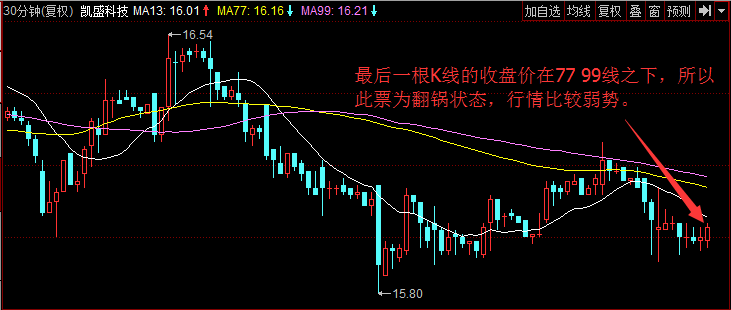 30分钟(复权) 凯盛科技 MA13: 16.01↑ MA77: 16.16↓ MA99: 16.21↓ 加自选 均线 复权 叠 窗 预测
16.54
最后一根K线的收盘价在77 99线之下，所以
此票为翻锅状态，行情比较弱势。
15.80